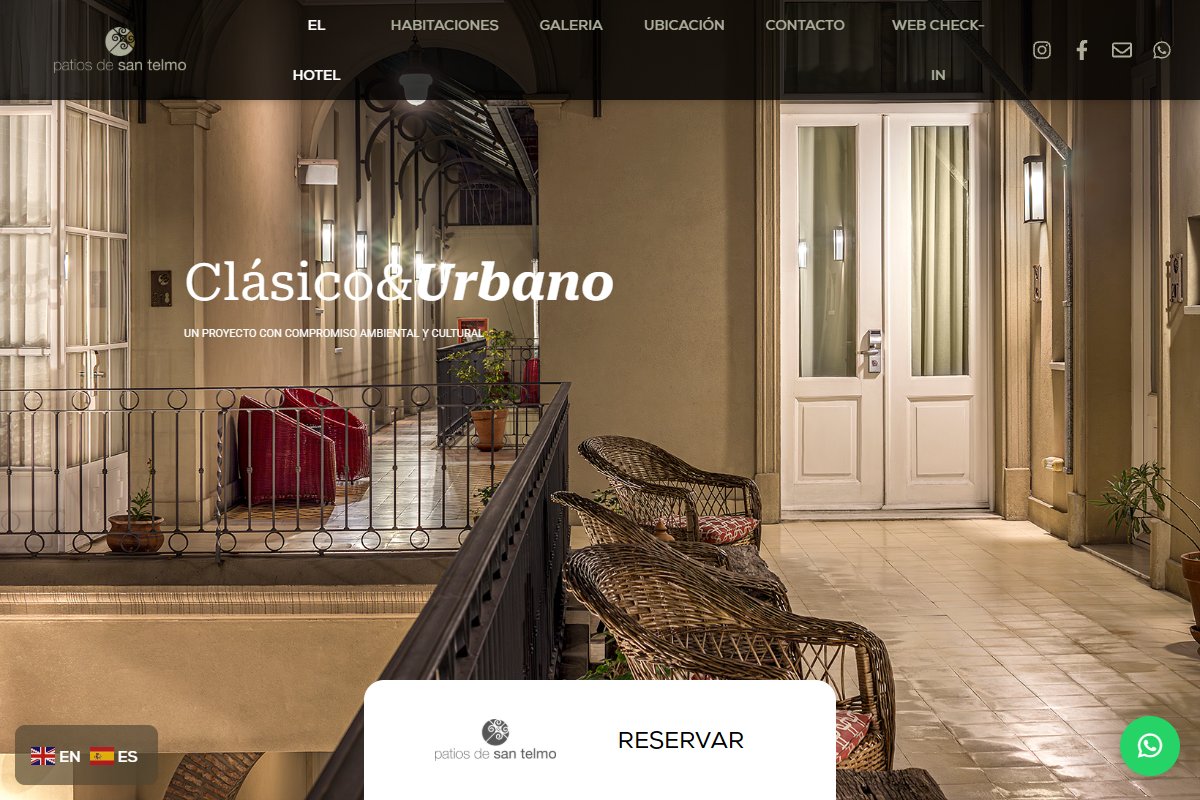 patios de san telmo
EL HOTEL
HABITACIONES
GALERIA
UBICACIÓN
CONTACTO
WEB CHECK-IN
Clásico&Urbano
UN PROYECTO CON COMPROMISO AMBIENTAL Y CULTURAL
EN
ES
patios de san telmo
RESERVAR